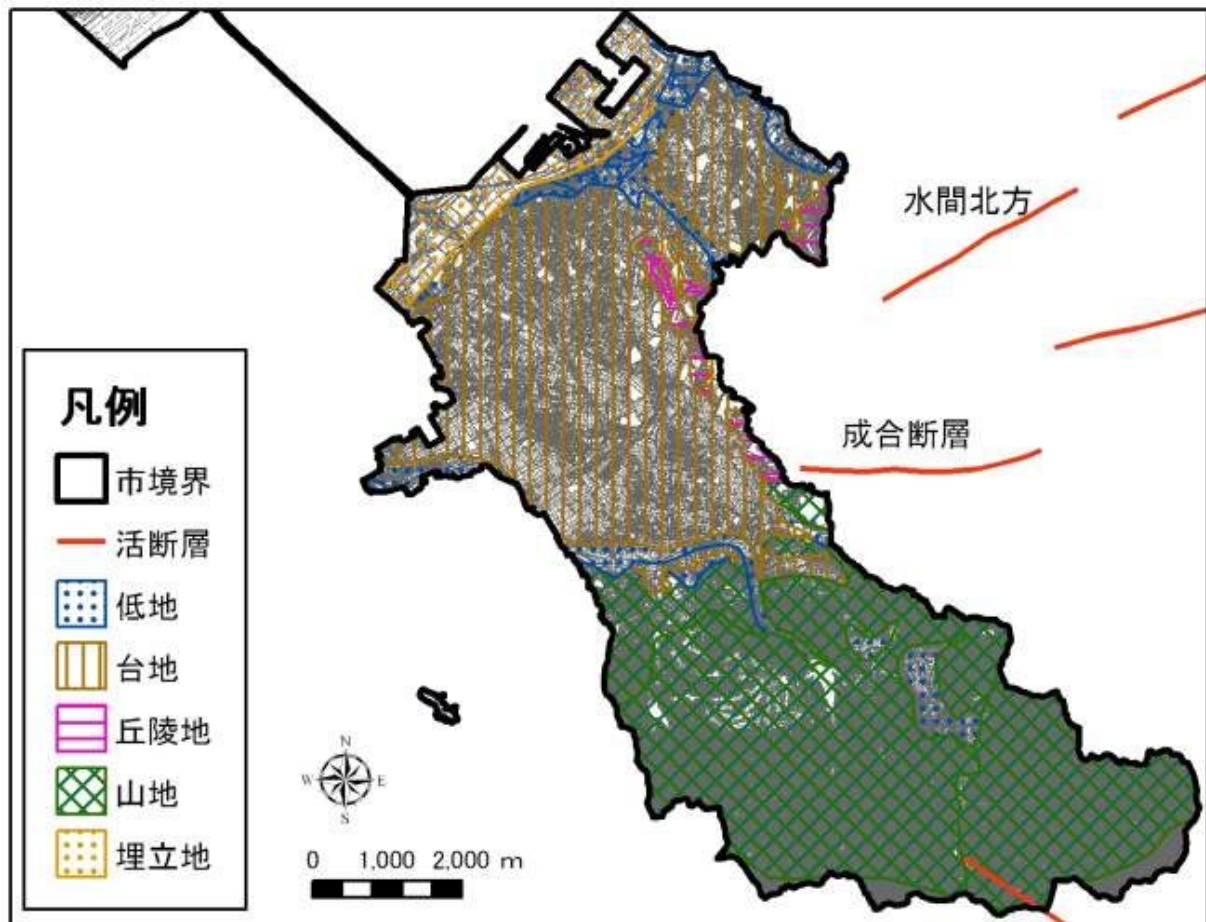 水間北方
成合断層
凡例
市境界
活断層
低地
台地
丘陵地
山地
埋立地
N
W E
S
0 1,000 2,000 m